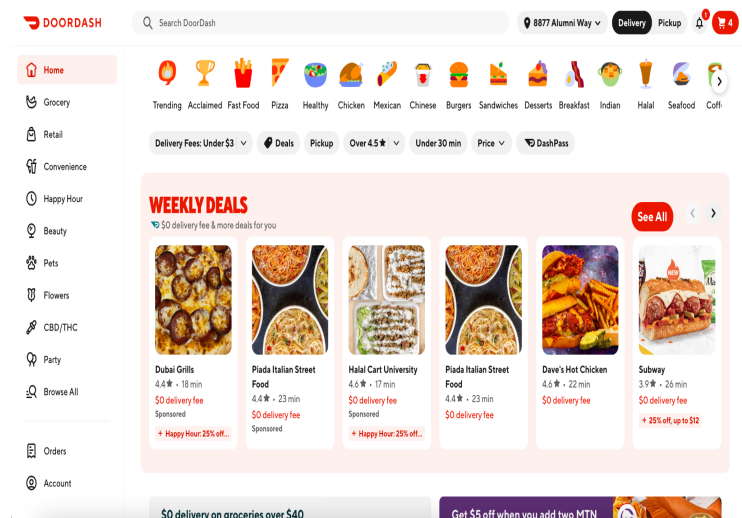 DOORDASH
Search DoorDash
8877 Alumni Way
Delivery
Pickup
1
4
Home
Grocery
Retail
Convenience
Happy Hour
Beauty
Pets
Flowers
CBD/THC
Party
Browse All
Orders
Account
Trending
Acclaimed
Fast Food
Pizza
Healthy
Chicken
Mexican
Chinese
Burgers
Sandwiches
Desserts
Breakfast
Indian
Halal
Seafood
Coff
Delivery Fees: Under $3
Deals
Pickup
Over 4.5★
Under 30 min
Price
DashPass
WEEKLY DEALS
$0 delivery fee & more deals for you
See All
Dubai Grills
4.4★ • 18 min
$0 delivery fee
Sponsored
+ Happy Hour: 25% off...
Piada Italian Street
Food
4.4★ • 23 min
$0 delivery fee
Sponsored
Halal Cart University
4.6★ • 17 min
$0 delivery fee
Sponsored
+ Happy Hour: 25% off...
Piada Italian Street
Food
4.4★ • 23 min
$0 delivery fee
Dave's Hot Chicken
4.6★ • 22 min
$0 delivery fee
NEW
Subway
3.9★ • 26 min
$0 delivery fee
+ 25% off, up to $12
$0 delivery on groceries over $40
Get $5 off when you add two MTN